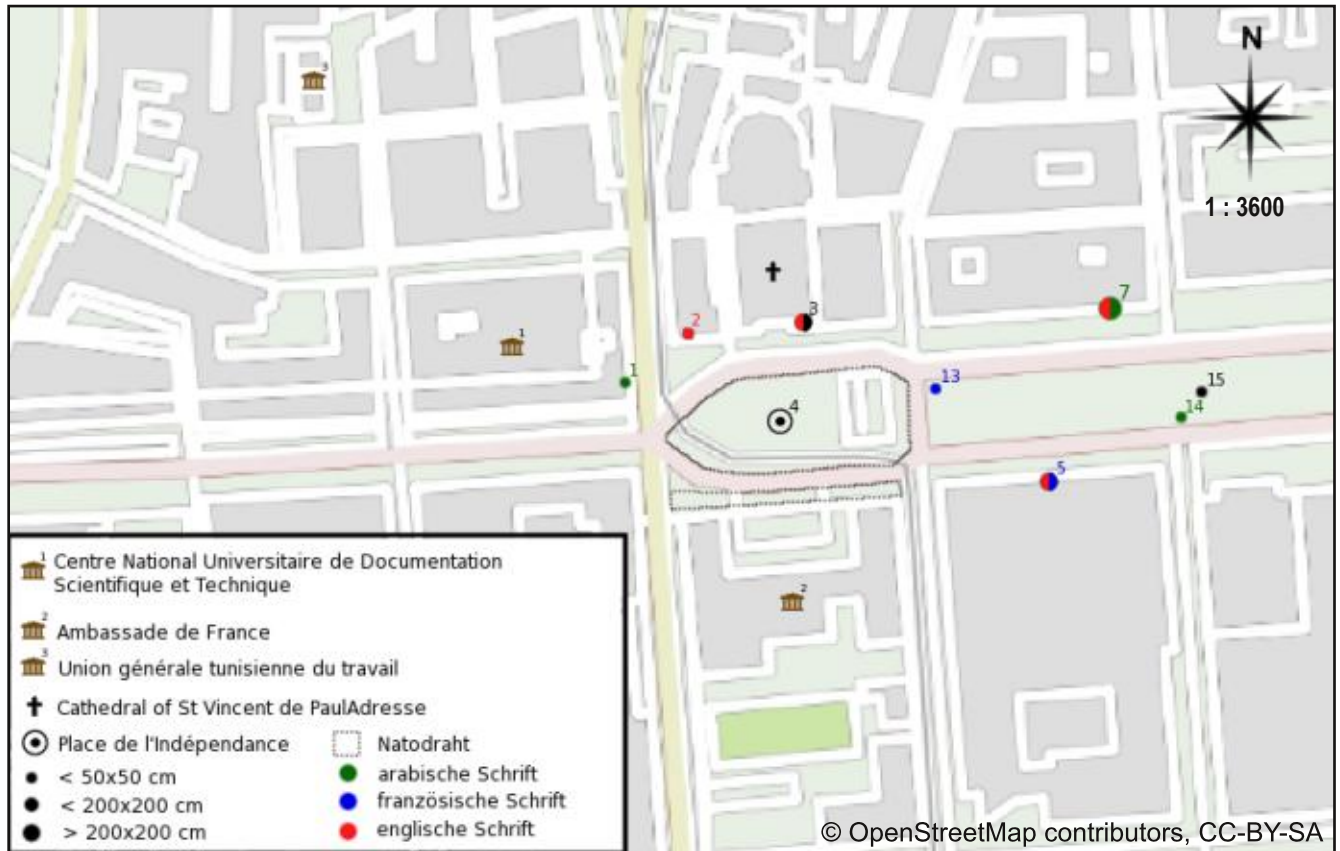 3
N
1 : 3600
7
3
2
1
1
13
15
4
14
5
1 Centre National Universitaire de Documentation
Scientifique et Technique
2
2 Ambassade de France
3 Union générale tunisienne du travail
Cathedral of St Vincent de PaulAdresse
Place de l'Indépendance
Natodraht
< 50x50 cm
arabische Schrift
< 200x200 cm
französische Schrift
> 200x200 cm
englische Schrift
© OpenStreetMap contributors, CC-BY-SA